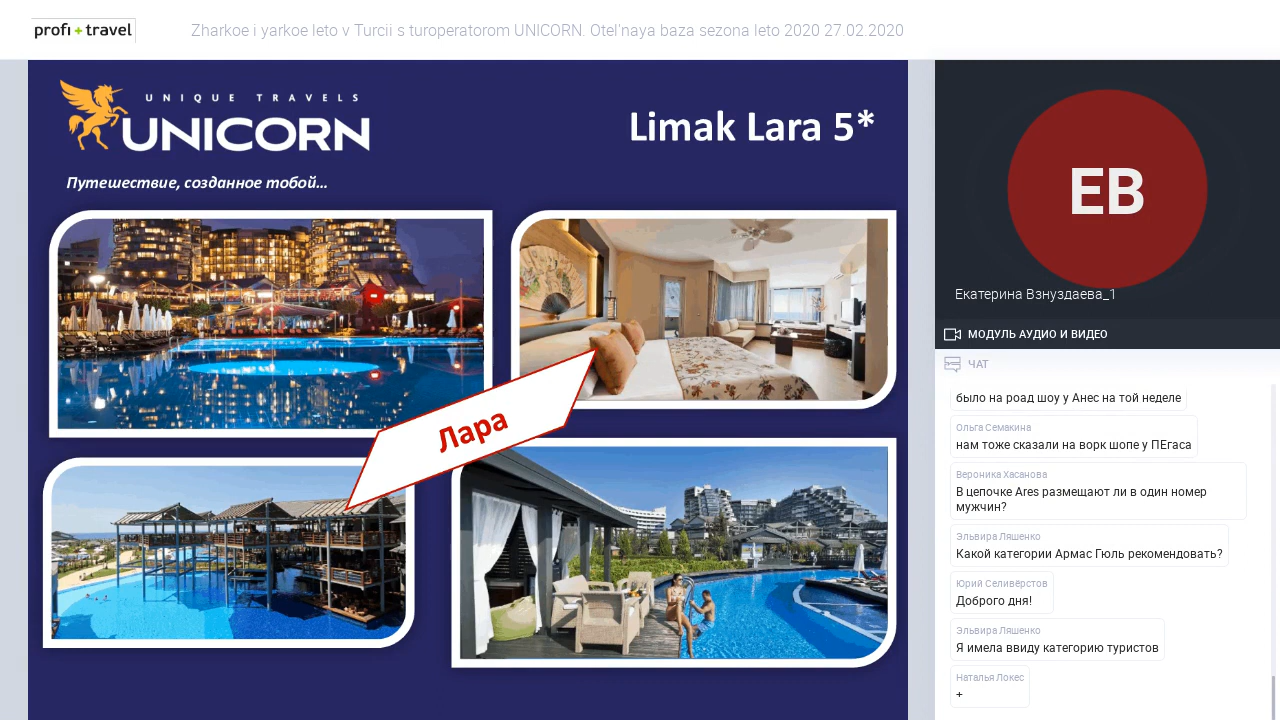 profi + travel
Zharkoe i yarkoe leto v Turcii s turoperatorom UNICORN. Otel'naya baza sezona leto 2020 27.02.2020
UNIQUE TRAVELS
UNICORN
Limak Lara 5*
Путешествие, созданное тобой...
Лара
ЕВ
Екатерина Взнуздаева_1
МОДУЛЬ АУДИО И ВИДЕО
ЧАТ
было на роад шоу у Анес на той неделе
Ольга Семакина
нам тоже сказали на ворк шопе у ПЕгаса
Вероника Хасанова
В цепочке Ares размещают ли в один номер
мужчин?
Эльвира Ляшенко
Какой категории Армас Гюль рекомендовать?
Юрий Селивёрстов
Доброго дня!
Эльвира Ляшенко
Я имела ввиду категорию туристов
Наталья Локес
+